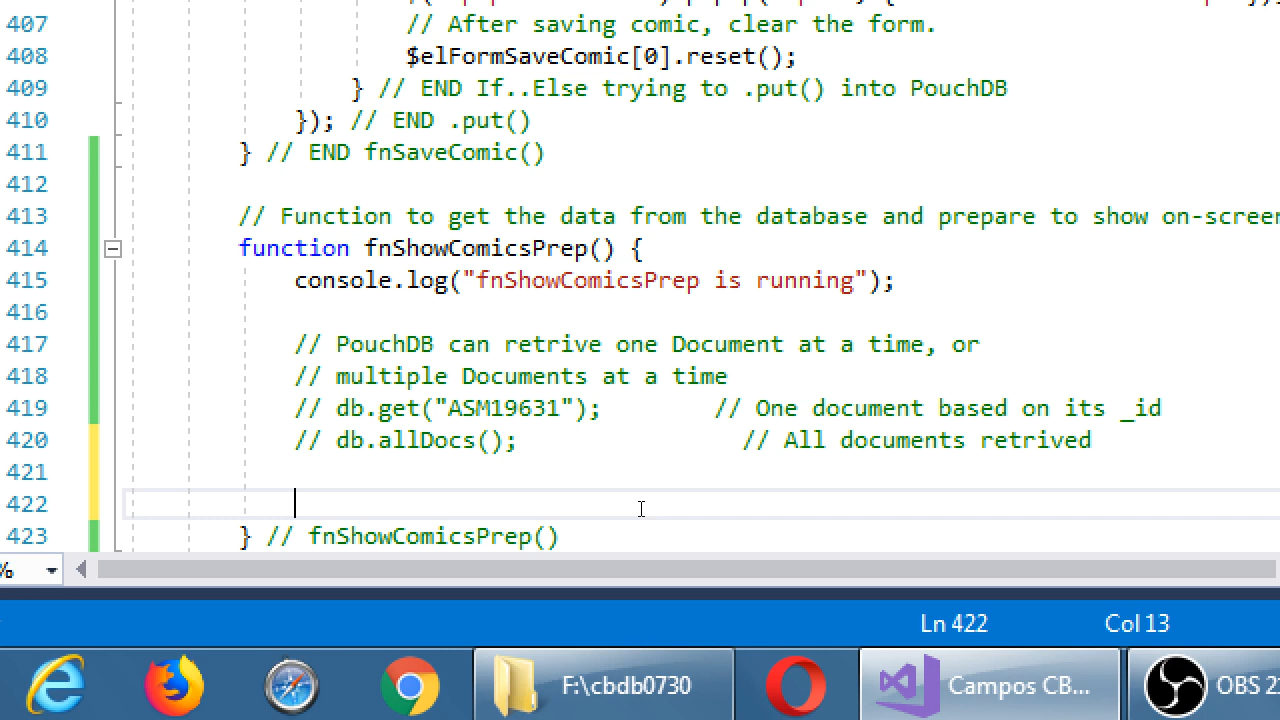 407 // After saving comic, clear the form.
408 $elFormSaveComic[0].reset();
409 } // END If..Else trying to .put() into PouchDB
410 }); // END .put()
411 } // END fnSaveComic()
412
413 // Function to get the data from the database and prepare to show on-screen
414 function fnShowComicsPrep() {
415 console.log("fnShowComicsPrep is running");
416
417 // PouchDB can retrive one Document at a time, or
418 // multiple Documents at a time
419 // db.get("ASM19631"); // One document based on its _id
420 // db.allDocs(); // All documents retrived
421
422
423 } // fnShowComicsPrep()
%
Ln 422 Col 13
F:\cbdb0730 Campos CB... OBS